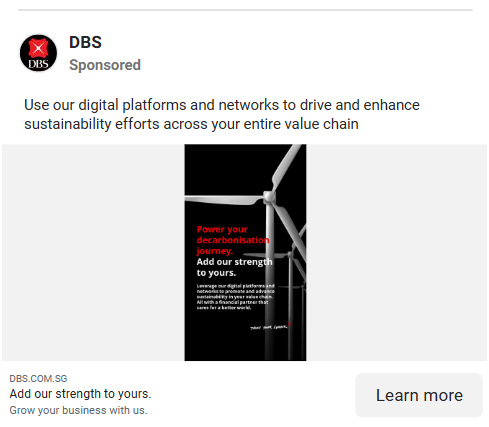 DBS
DBS
Sponsored
Use our digital platforms and networks to drive and enhance
sustainability efforts across your entire value chain
Power your
decarbonisation
journey.
Add our strength
to yours.
Leverage our digital platforms and
networks to promote and advance
sustainability in your value chain.
All with a financial partner that
cares for a better world.
DBS.COM.SG
Add our strength to yours.
Learn more
Grow your business with us.